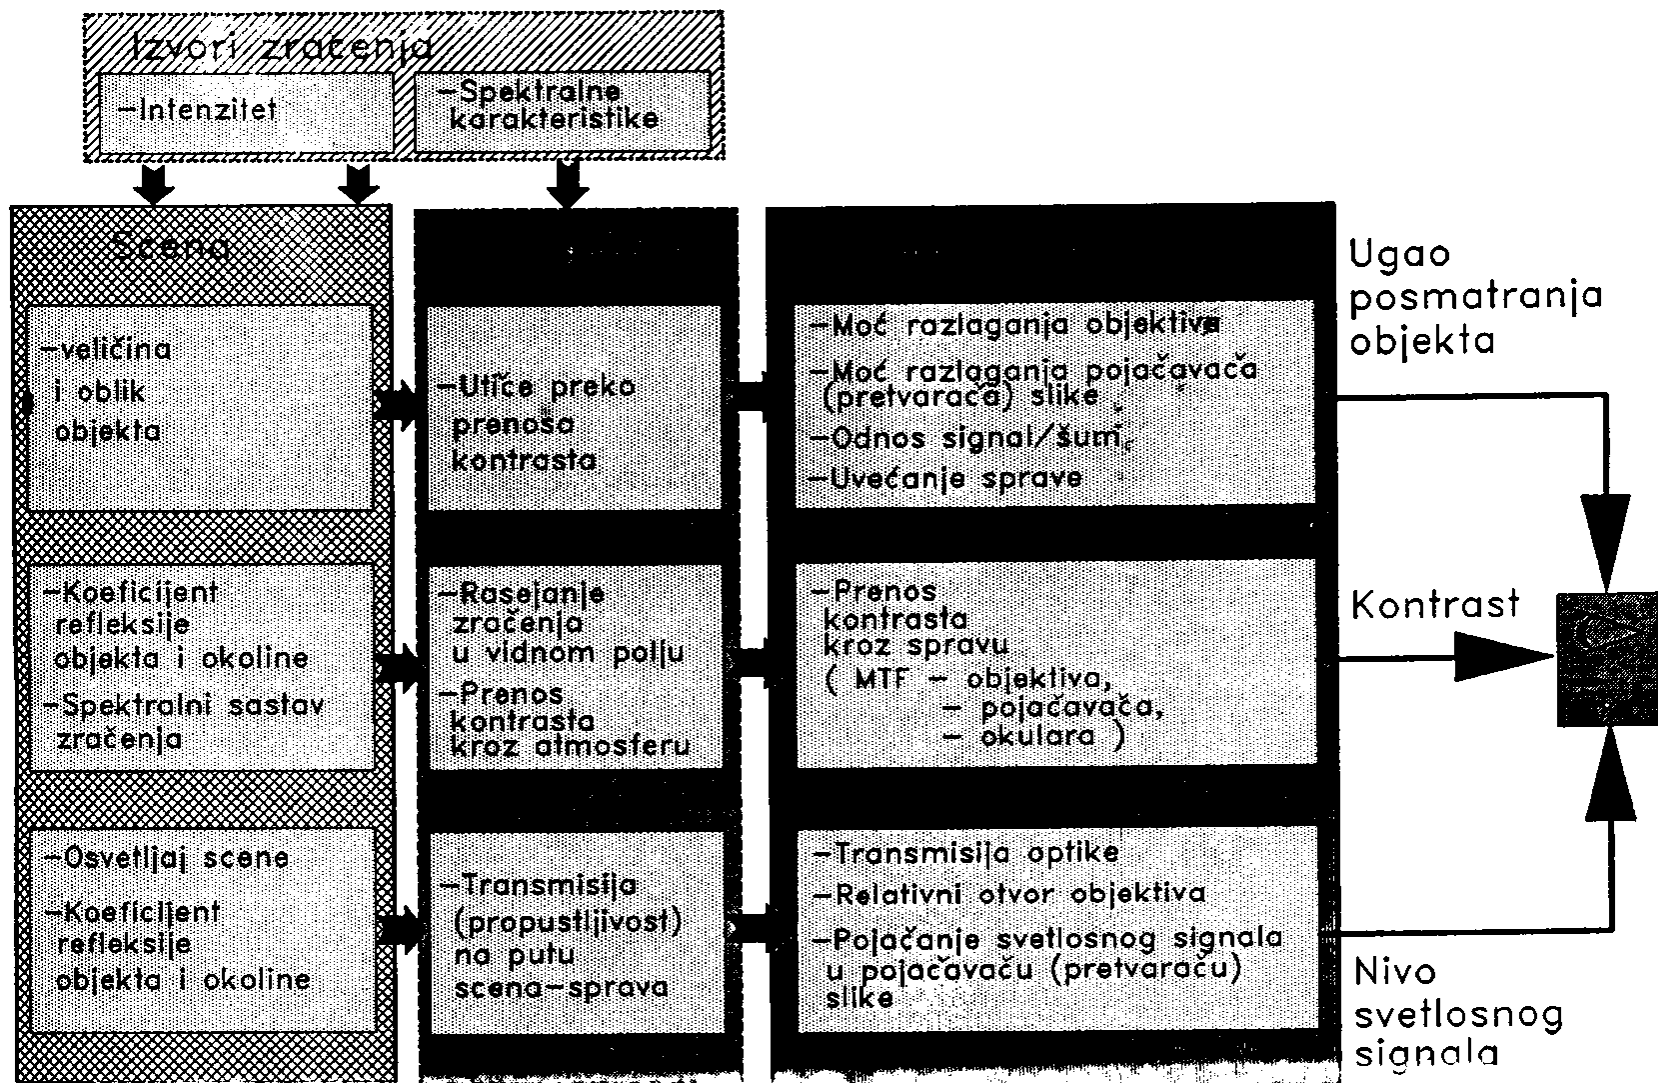 Izvori zračenja
–Intenzitet
–Spektralne
karakteristike
Scena
–veličina
i oblik
objekta
–Koeficijent
refleksije
objekta i okoline
–Spektralni sastav
zračenja
–Osvetljaj scene
–Koeficijent
refleksije
objekta i okoline
–Utiče preko
prenosa
kontrasta
–Rasejanje
zračenja
u vidnom polju
–Prenos
kontrasta
kroz atmosferu
–Transmisija
(propustljivost)
na putu
scena–sprava
–Moć razlaganja objektiva
–Moć razlaganja pojačavača
(pretvarača) slike
–Odnos signal/šum
–Uvećanje sprave
–Prenos
kontrasta
kroz spravu
( MTF – objektiva,
– pojačavača,
– okulara )
–Transmisija optike
–Relativni otvor objektiva
–Pojačanje svetlosnog signala
u pojačavaču (pretvaraču)
slike
Ugao
posmatranja
objekta
Kontrast
Nivo
svetlosnog
signala